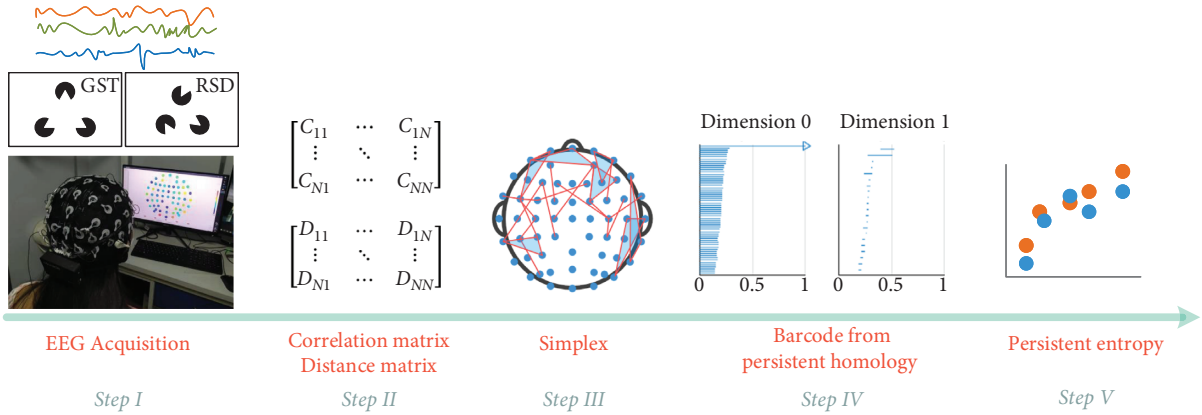 GST
RSD
C11 ⋯ C1N
⋮ ⋱ ⋮
CN1 ⋯ CNN
D11 ⋯ D1N
⋮ ⋱ ⋮
DN1 ⋯ DNN
Dimension 0
Dimension 1
0 0.5 1
0 0.5 1
EEG Acquisition
Correlation matrix
Distance matrix
Simplex
Barcode from
persistent homology
Persistent entropy
Step I
Step II
Step III
Step IV
Step V